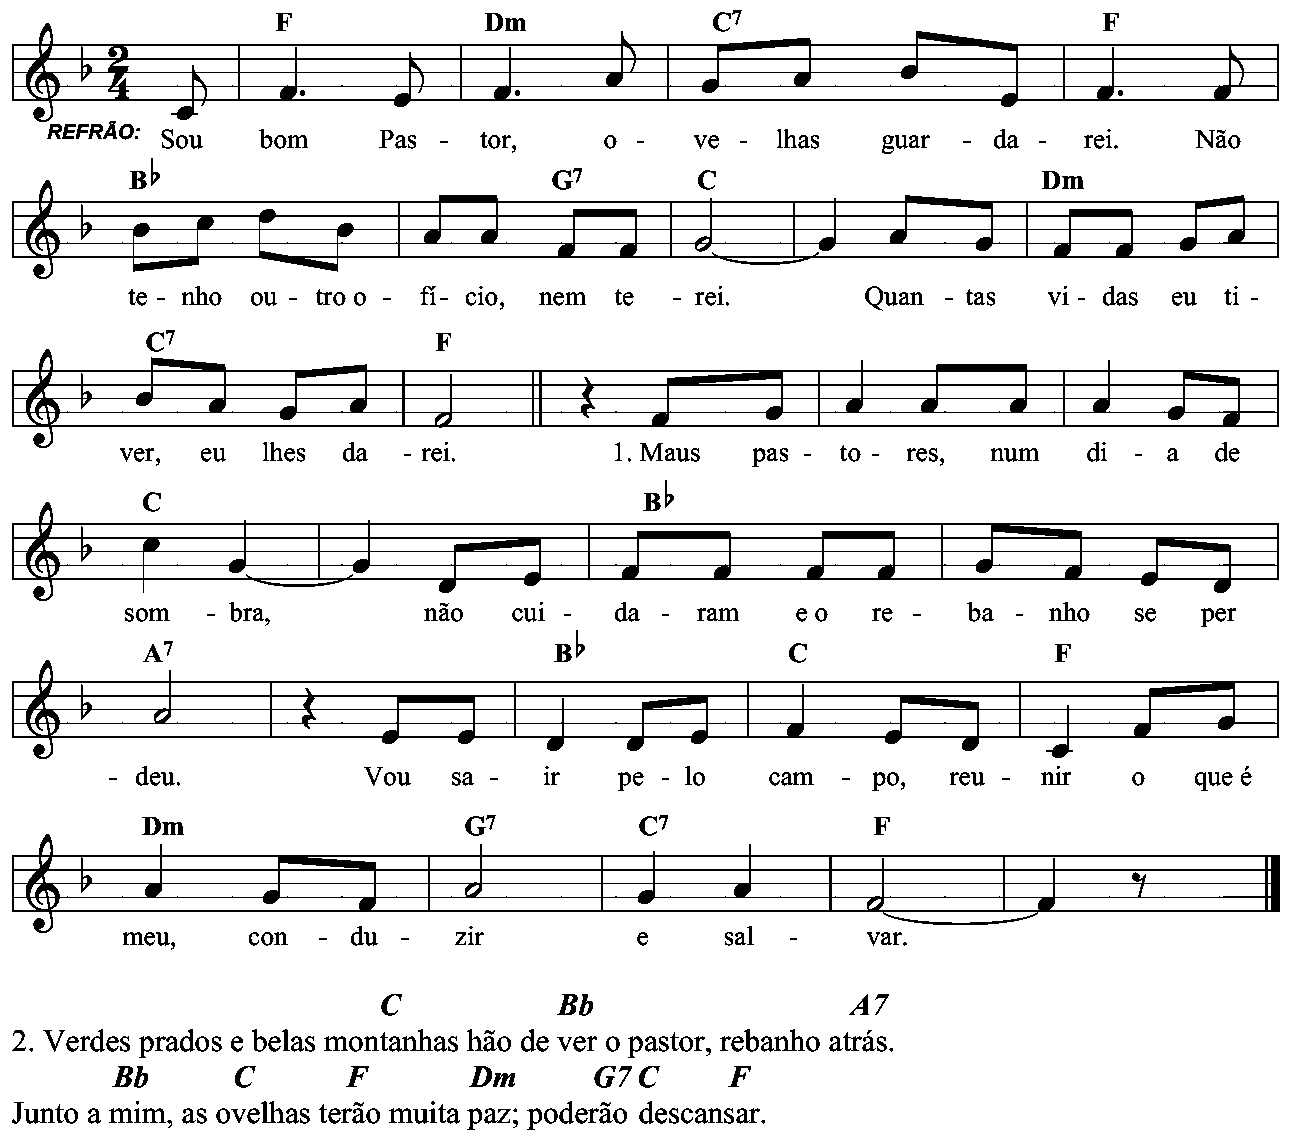 F Dm C7 F
2/4
REFRÃO: Sou bom Pas - tor, o - ve - lhas guar - da - rei. Não
Bb G7 C Dm
te - nho ou - tro o - fí - cio, nem te - rei. Quan - tas vi - das eu ti -
C7 F
ver, eu lhes da - rei. 1. Maus pas - to - res, num di - a de
C Bb
som - bra, não cui - da - ram e o re - ba - nho se per
A7 Bb C F
- deu. Vou sa - ir pe - lo cam - po, reu - nir o que é
Dm G7 C7 F
meu, con - du - zir e sal - var.
C Bb A7
2. Verdes prados e belas montanhas hão de ver o pastor, rebanho atrás.
Bb C F Dm G7 C F
Junto a mim, as ovelhas terão muita paz; poderão descansar.